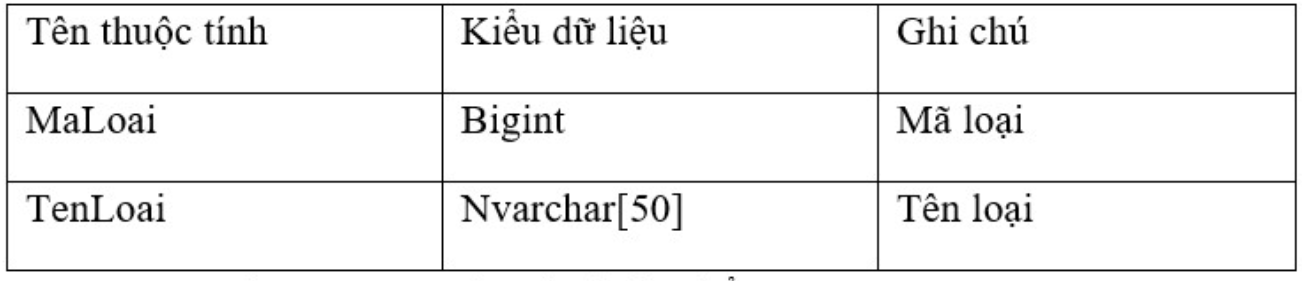 Tên thuộc tính Kiểu dữ liệu Ghi chú
MaLoai Bigint Mã loại
TenLoai Nvarchar[50] Tên loại